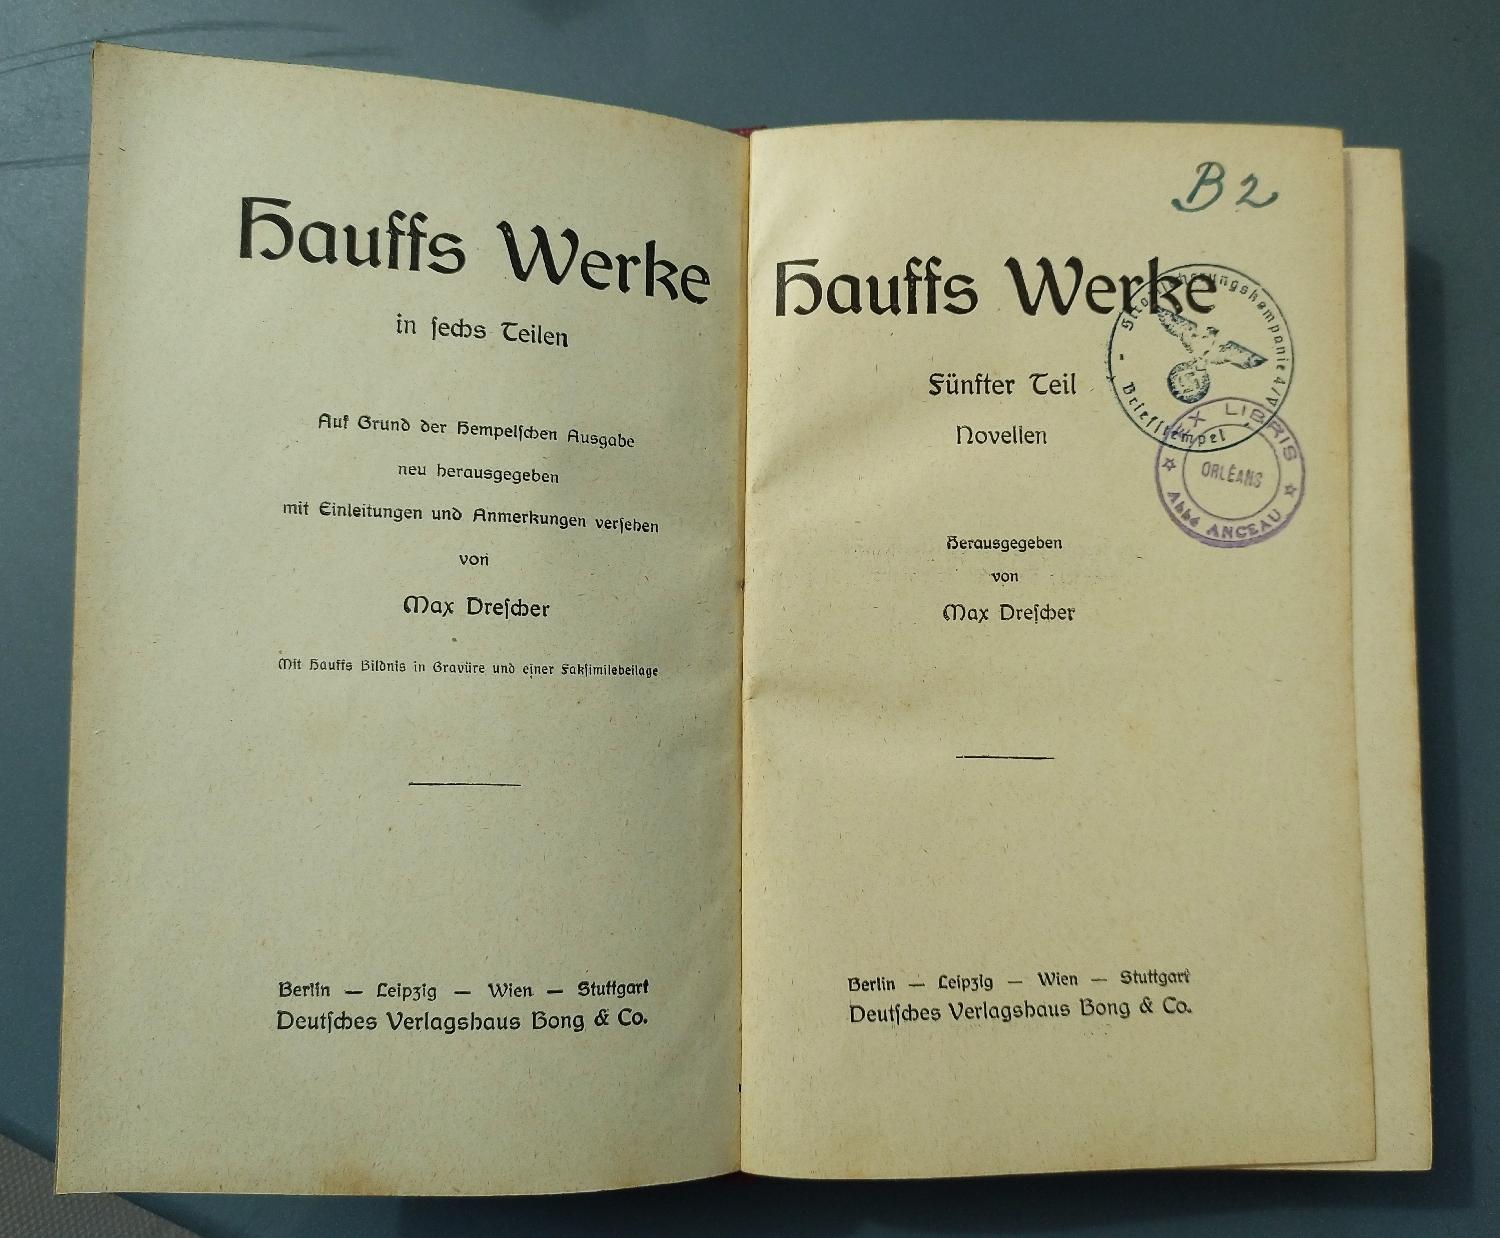 Hauffs Werke
in sechs Teilen
Auf Grund der Hempelschen Ausgabe
neu herausgegeben
mit Einleitungen und Anmerkungen versehen
von
Max Drescher
Mit Hauffs Bildnis in Gravüre und einer Faksimilebeilage
Berlin — Leipzig — Wien — Stuttgart
Deutsches Verlagshaus Bong & Co.
B2
Hauffs Werke
Fünfter Teil
Novellen
Herausgegeben
von
Max Drescher
Berlin — Leipzig — Wien — Stuttgart
Deutsches Verlagshaus Bong & Co.
Briefstempel
EX LIBRIS
ORLÉANS
Abbé ANCEAU